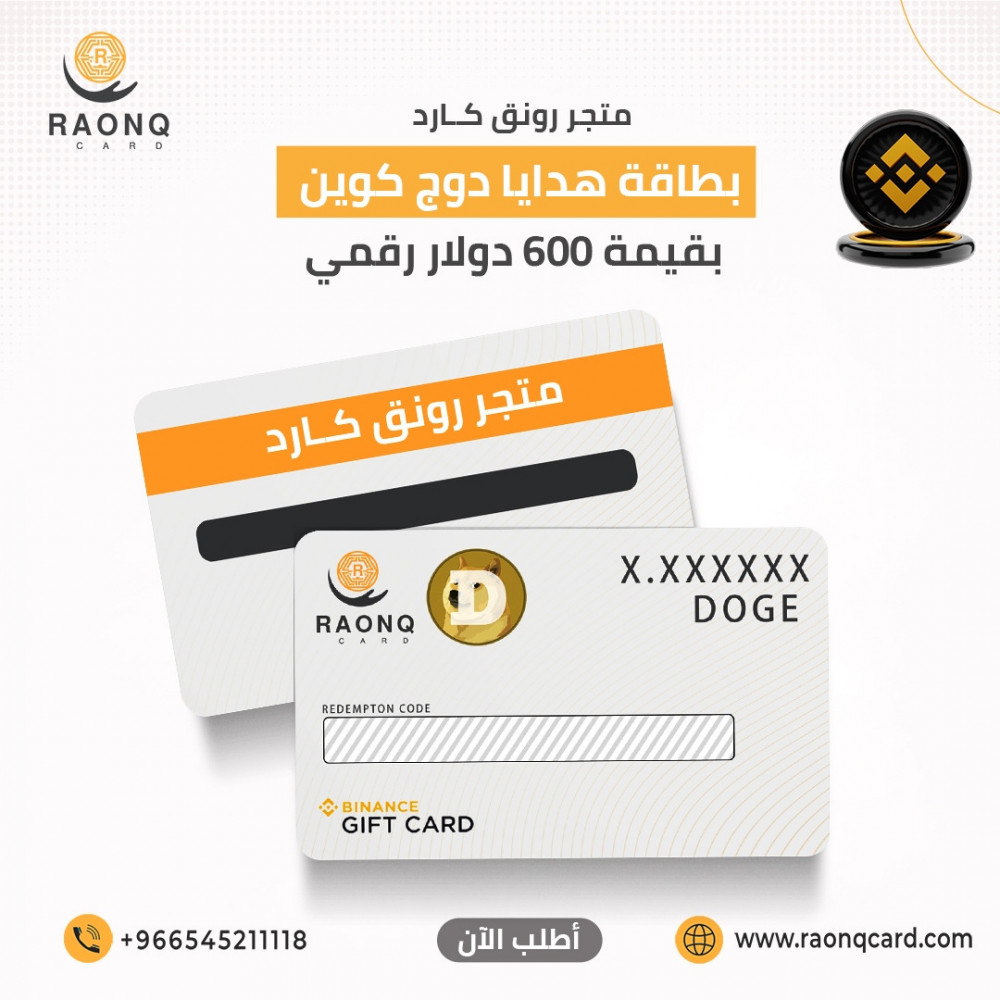 RAONQ
CARD
متجر رونق كـارد
بطاقة هدايا دوج كوين
بقيمة 600 دولار رقمي
متجر رونق كـارد
RAONQ
CARD
D
X.XXXXXX
DOGE
REDEMPTON CODE
BINANCE
GIFT CARD
+966545211118
أطلب الآن
www.raonqcard.com